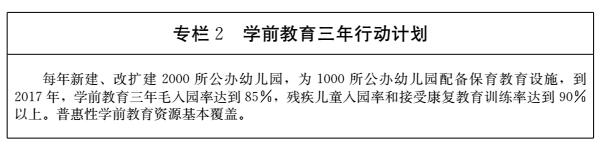 专栏 2　学前教育三年行动计划
每年新建、改扩建 2000 所公办幼儿园，为 1000 所公办幼儿园配备保育教育设施，到
2017 年，学前教育三年毛入园率达到 85%，残疾儿童入园率和接受康复教育训练率达到 90%
以上。普惠性学前教育资源基本覆盖。